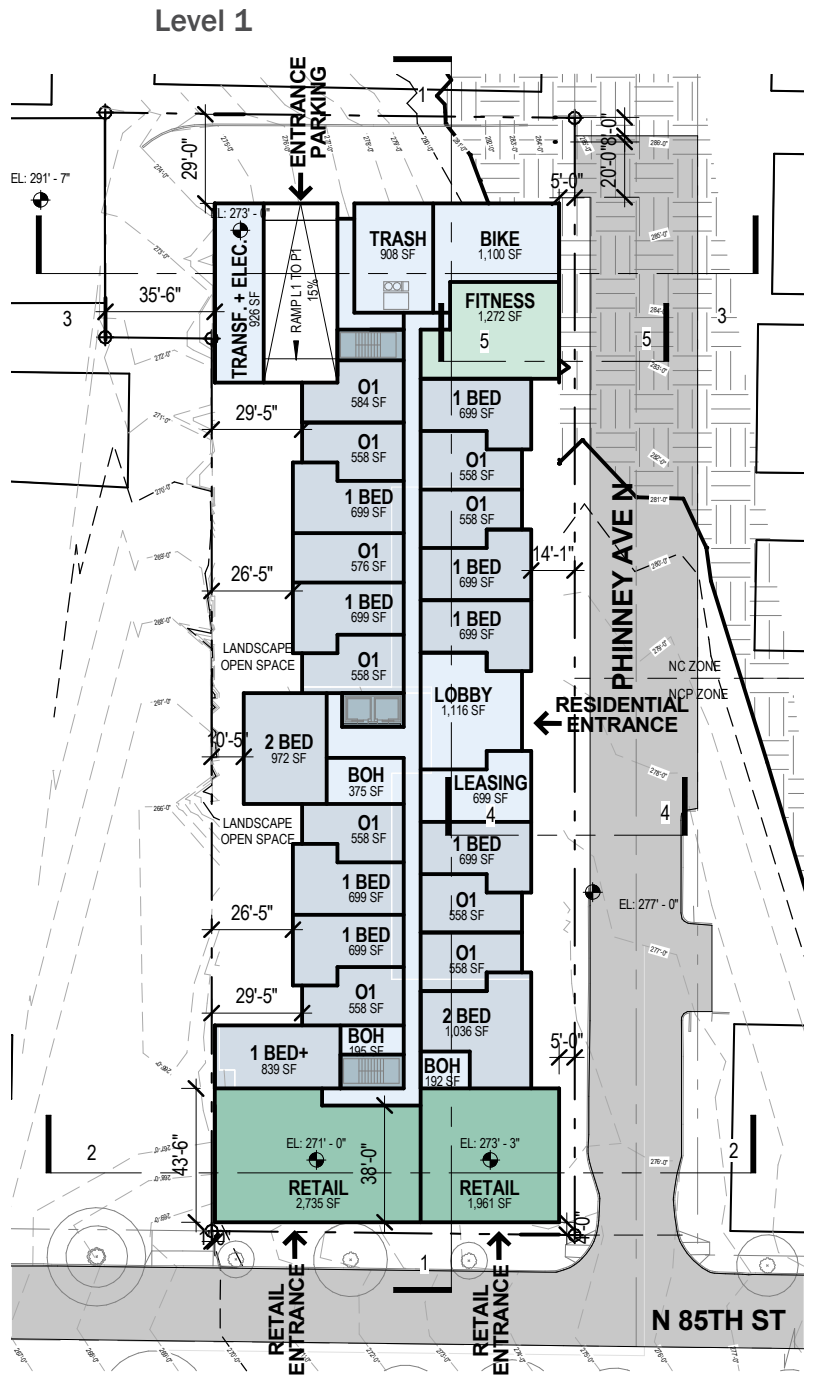 Level 1
ENTRANCE
PARKING
1
29'-0"
20'-0"
8'-0"
EL: 291' - 7"
5'-0"
EL: 273' - 0"
TRANSF. + ELEC.
926 SF
RAMP L1 TO P1
15%
TRASH
908 SF
BIKE
1,100 SF
FITNESS
1,272 SF
35'-6"
3
3
5
5
O1
584 SF
1 BED
699 SF
29'-5"
O1
558 SF
O1
558 SF
1 BED
699 SF
O1
558 SF
PHINNEY AVE N
O1
576 SF
1 BED
699 SF
14'-1"
26'-5"
1 BED
699 SF
1 BED
699 SF
LANDSCAPE
OPEN SPACE
O1
558 SF
NC ZONE
NCP ZONE
LOBBY
1,116 SF
RESIDENTIAL
ENTRANCE
2 BED
972 SF
BOH
375 SF
LEASING
699 SF
LANDSCAPE
OPEN SPACE
O1
558 SF
4
4
1 BED
699 SF
1 BED
699 SF
O1
558 SF
EL: 277' - 0"
26'-5"
1 BED
699 SF
O1
558 SF
29'-5"
O1
558 SF
2 BED
1,036 SF
1 BED+
839 SF
BOH
195 SF
BOH
192 SF
5'-0"
43'-6"
38'-0"
2
2
EL: 271' - 0"
RETAIL
2,735 SF
EL: 273' - 3"
RETAIL
1,961 SF
1
RETAIL
ENTRANCE
RETAIL
ENTRANCE
N 85TH ST